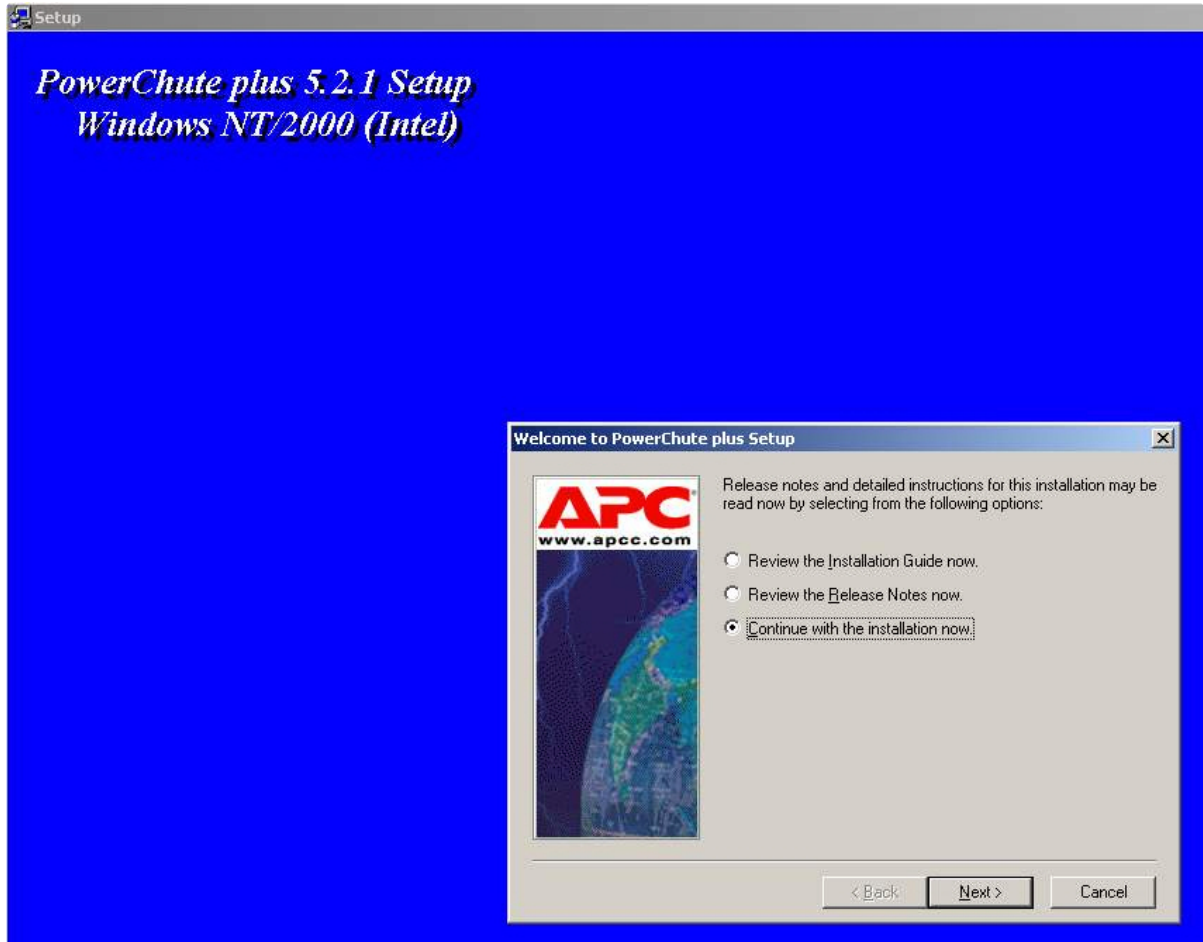 Setup
PowerChute plus 5.2.1 Setup
Windows NT/2000 (Intel)
Welcome to PowerChute plus Setup
APC
www.apcc.com
Release notes and detailed instructions for this installation may be
read now by selecting from the following options:
Review the Installation Guide now.
Review the Release Notes now.
Continue with the installation now.
< Back
Next >
Cancel